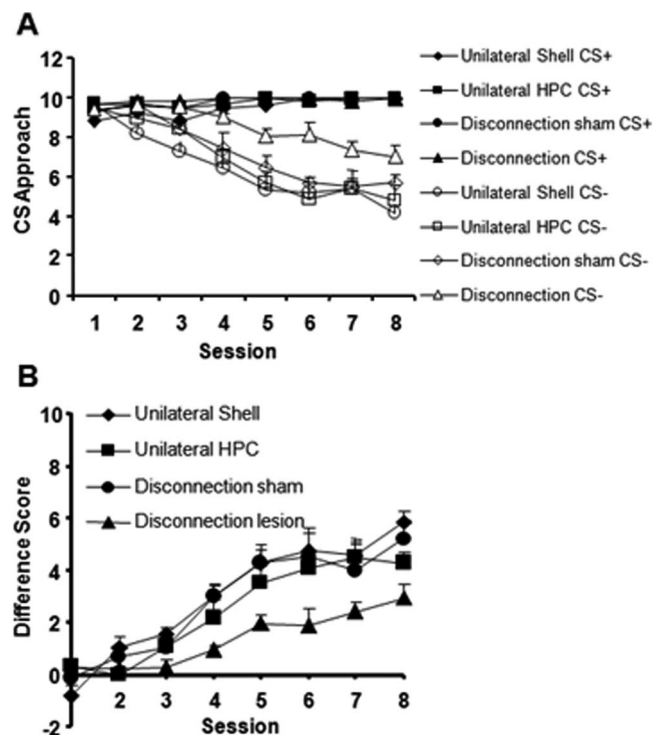 A
12
10
8
6
4
2
0
CS Approach
1 2 3 4 5 6 7 8
Session
Unilateral Shell CS+
Unilateral HPC CS+
Disconnection sham CS+
Disconnection CS+
Unilateral Shell CS-
Unilateral HPC CS-
Disconnection sham CS-
Disconnection CS-
B
10
8
6
4
2
0
-2
Difference Score
Unilateral Shell
Unilateral HPC
Disconnection sham
Disconnection lesion
2 3 4 5 6 7 8
Session